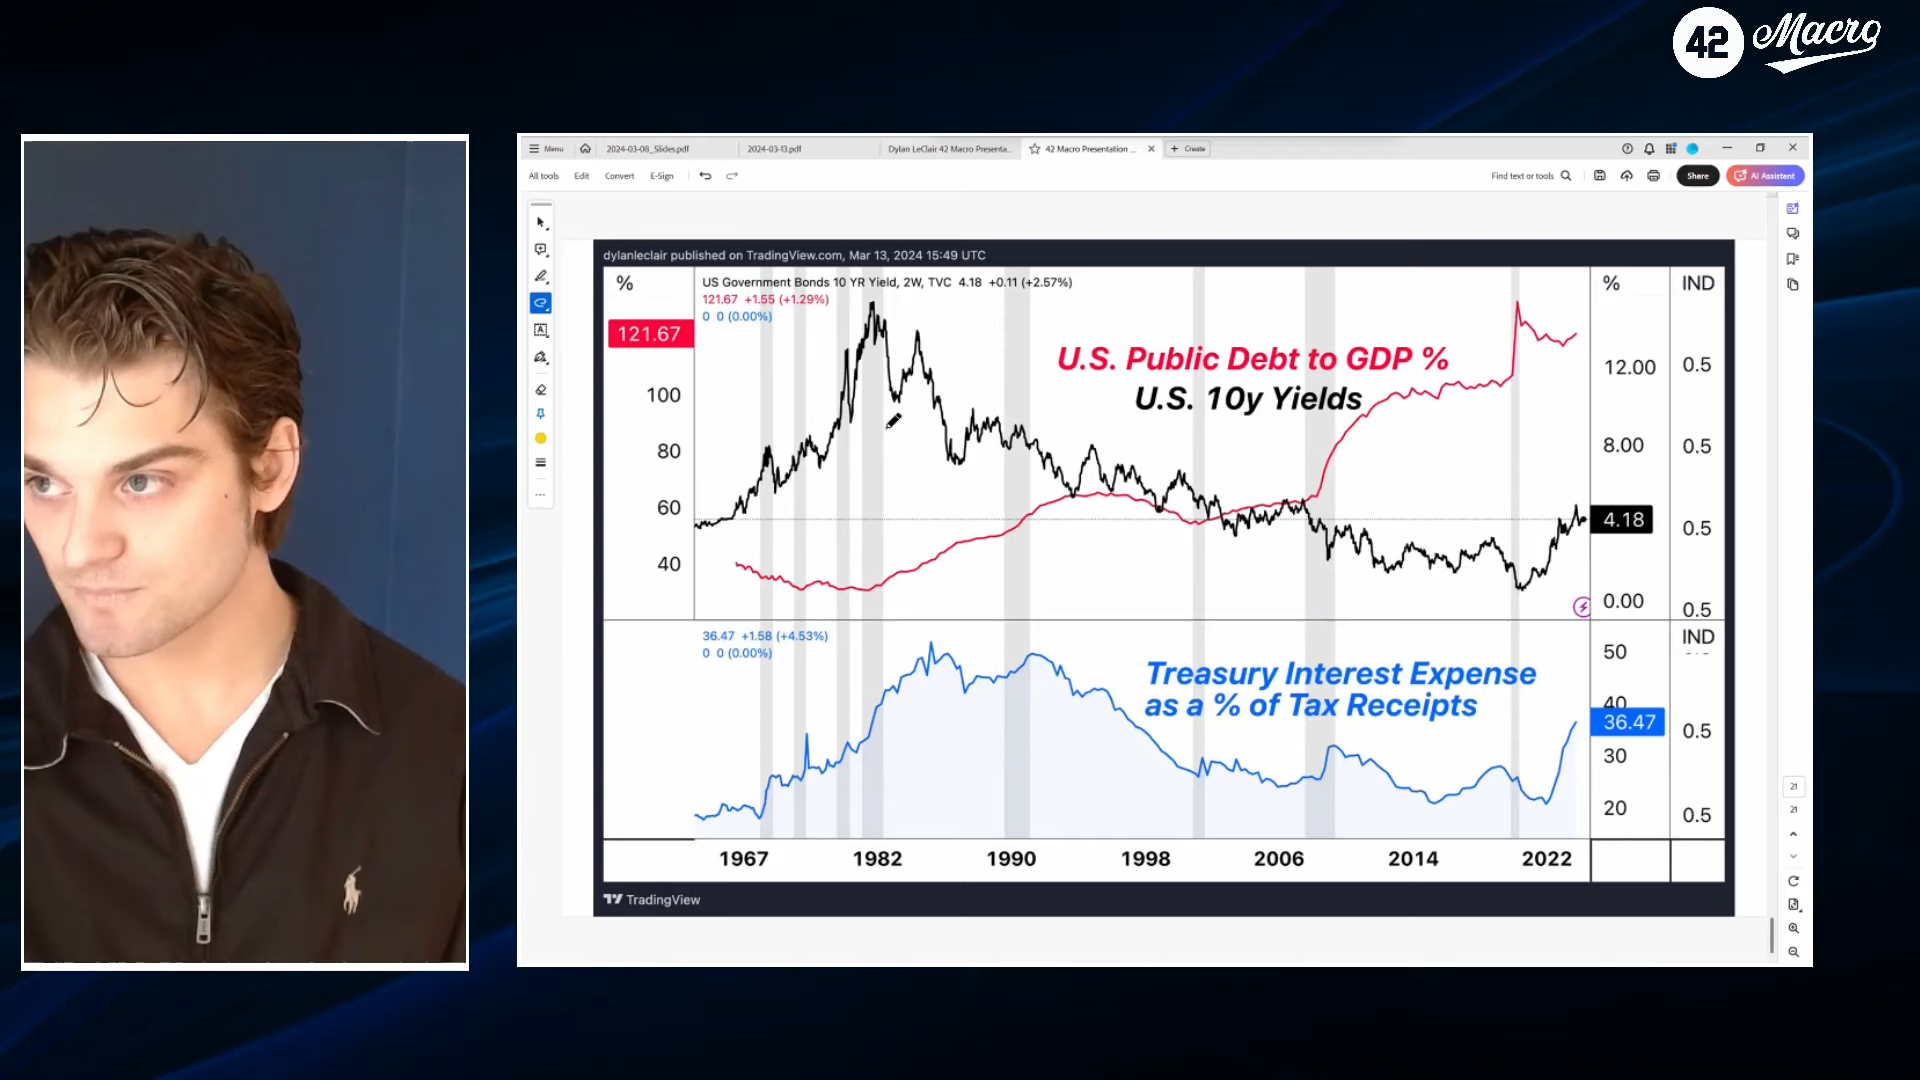 42 Macro
Menu
2024-03-08_Slides.pdf
2024-03-13.pdf
Dylan LeClair 42 Macro Presenta...
42 Macro Presentation ...
Create
All tools
Edit
Convert
E-Sign
Find text or tools
Share
AI Assistant
dylanleclair published on TradingView.com, Mar 13, 2024 15:49 UTC
%
US Government Bonds 10 YR Yield, 2W, TVC 4.18 +0.11 (+2.57%)
121.67 +1.55 (+1.29%)
0 0 (0.00%)
%
IND
121.67
100
80
60
40
U.S. Public Debt to GDP %
U.S. 10y Yields
12.00
8.00
4.18
0.00
0.5
0.5
0.5
0.5
36.47 +1.58 (+4.53%)
0 0 (0.00%)
Treasury Interest Expense
as a % of Tax Receipts
50
40
36.47
30
20
IND
0.5
0.5
1967
1982
1990
1998
2006
2014
2022
TradingView
21
21